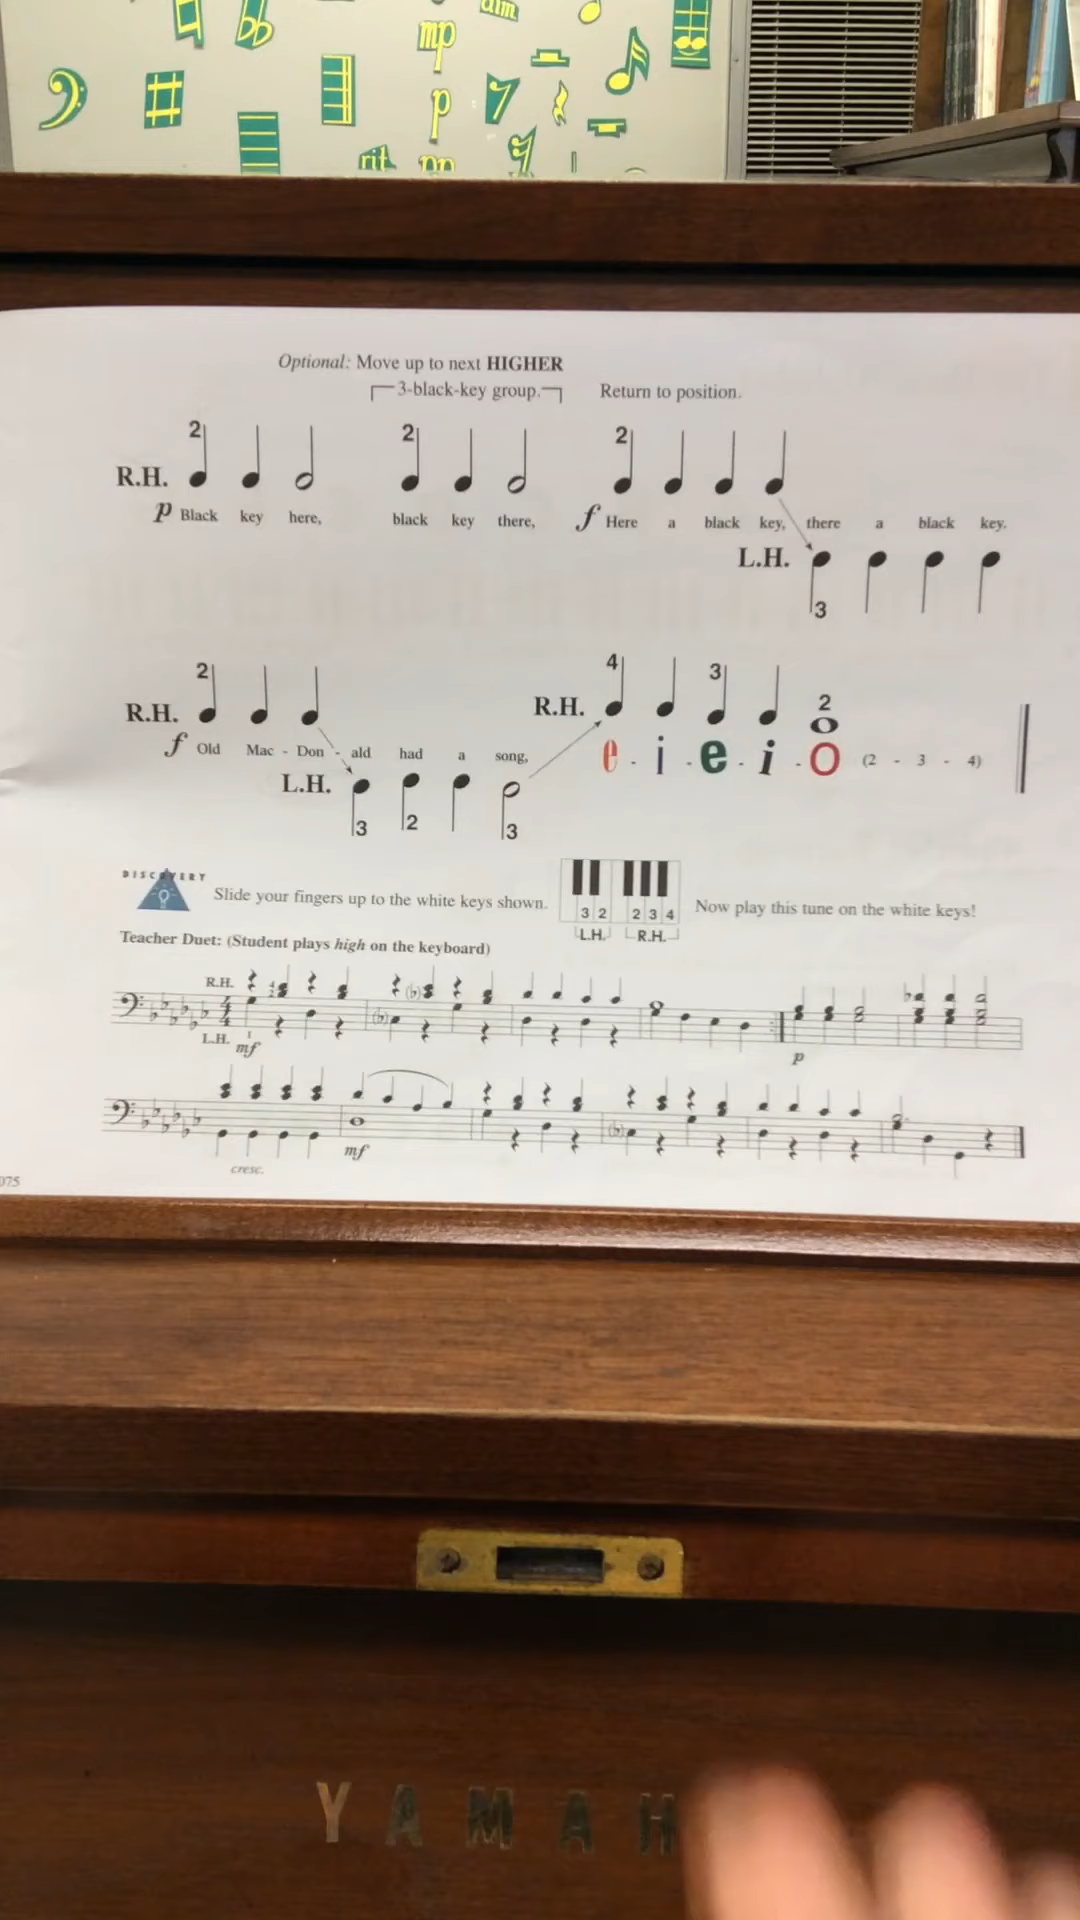 dim.
mp
p
rit.
pp
Optional: Move up to next HIGHER
3-black-key group.
Return to position.
2 2 2
R.H.
p Black key here, black key there, f Here a black key, there a black key.
L.H.
3
2
R.H.
f Old Mac - Don - ald had a song,
L.H.
3 2 3
4 3 2
R.H.
e - i - e - i - o (2 - 3 - 4)
DISCOVERY
Slide your fingers up to the white keys shown.
3 2 2 3 4
L.H. R.H.
Now play this tune on the white keys!
Teacher Duet: (Student plays high on the keyboard)
R.H.
L.H.
mf
p
mf
cresc.
075
YAMAH